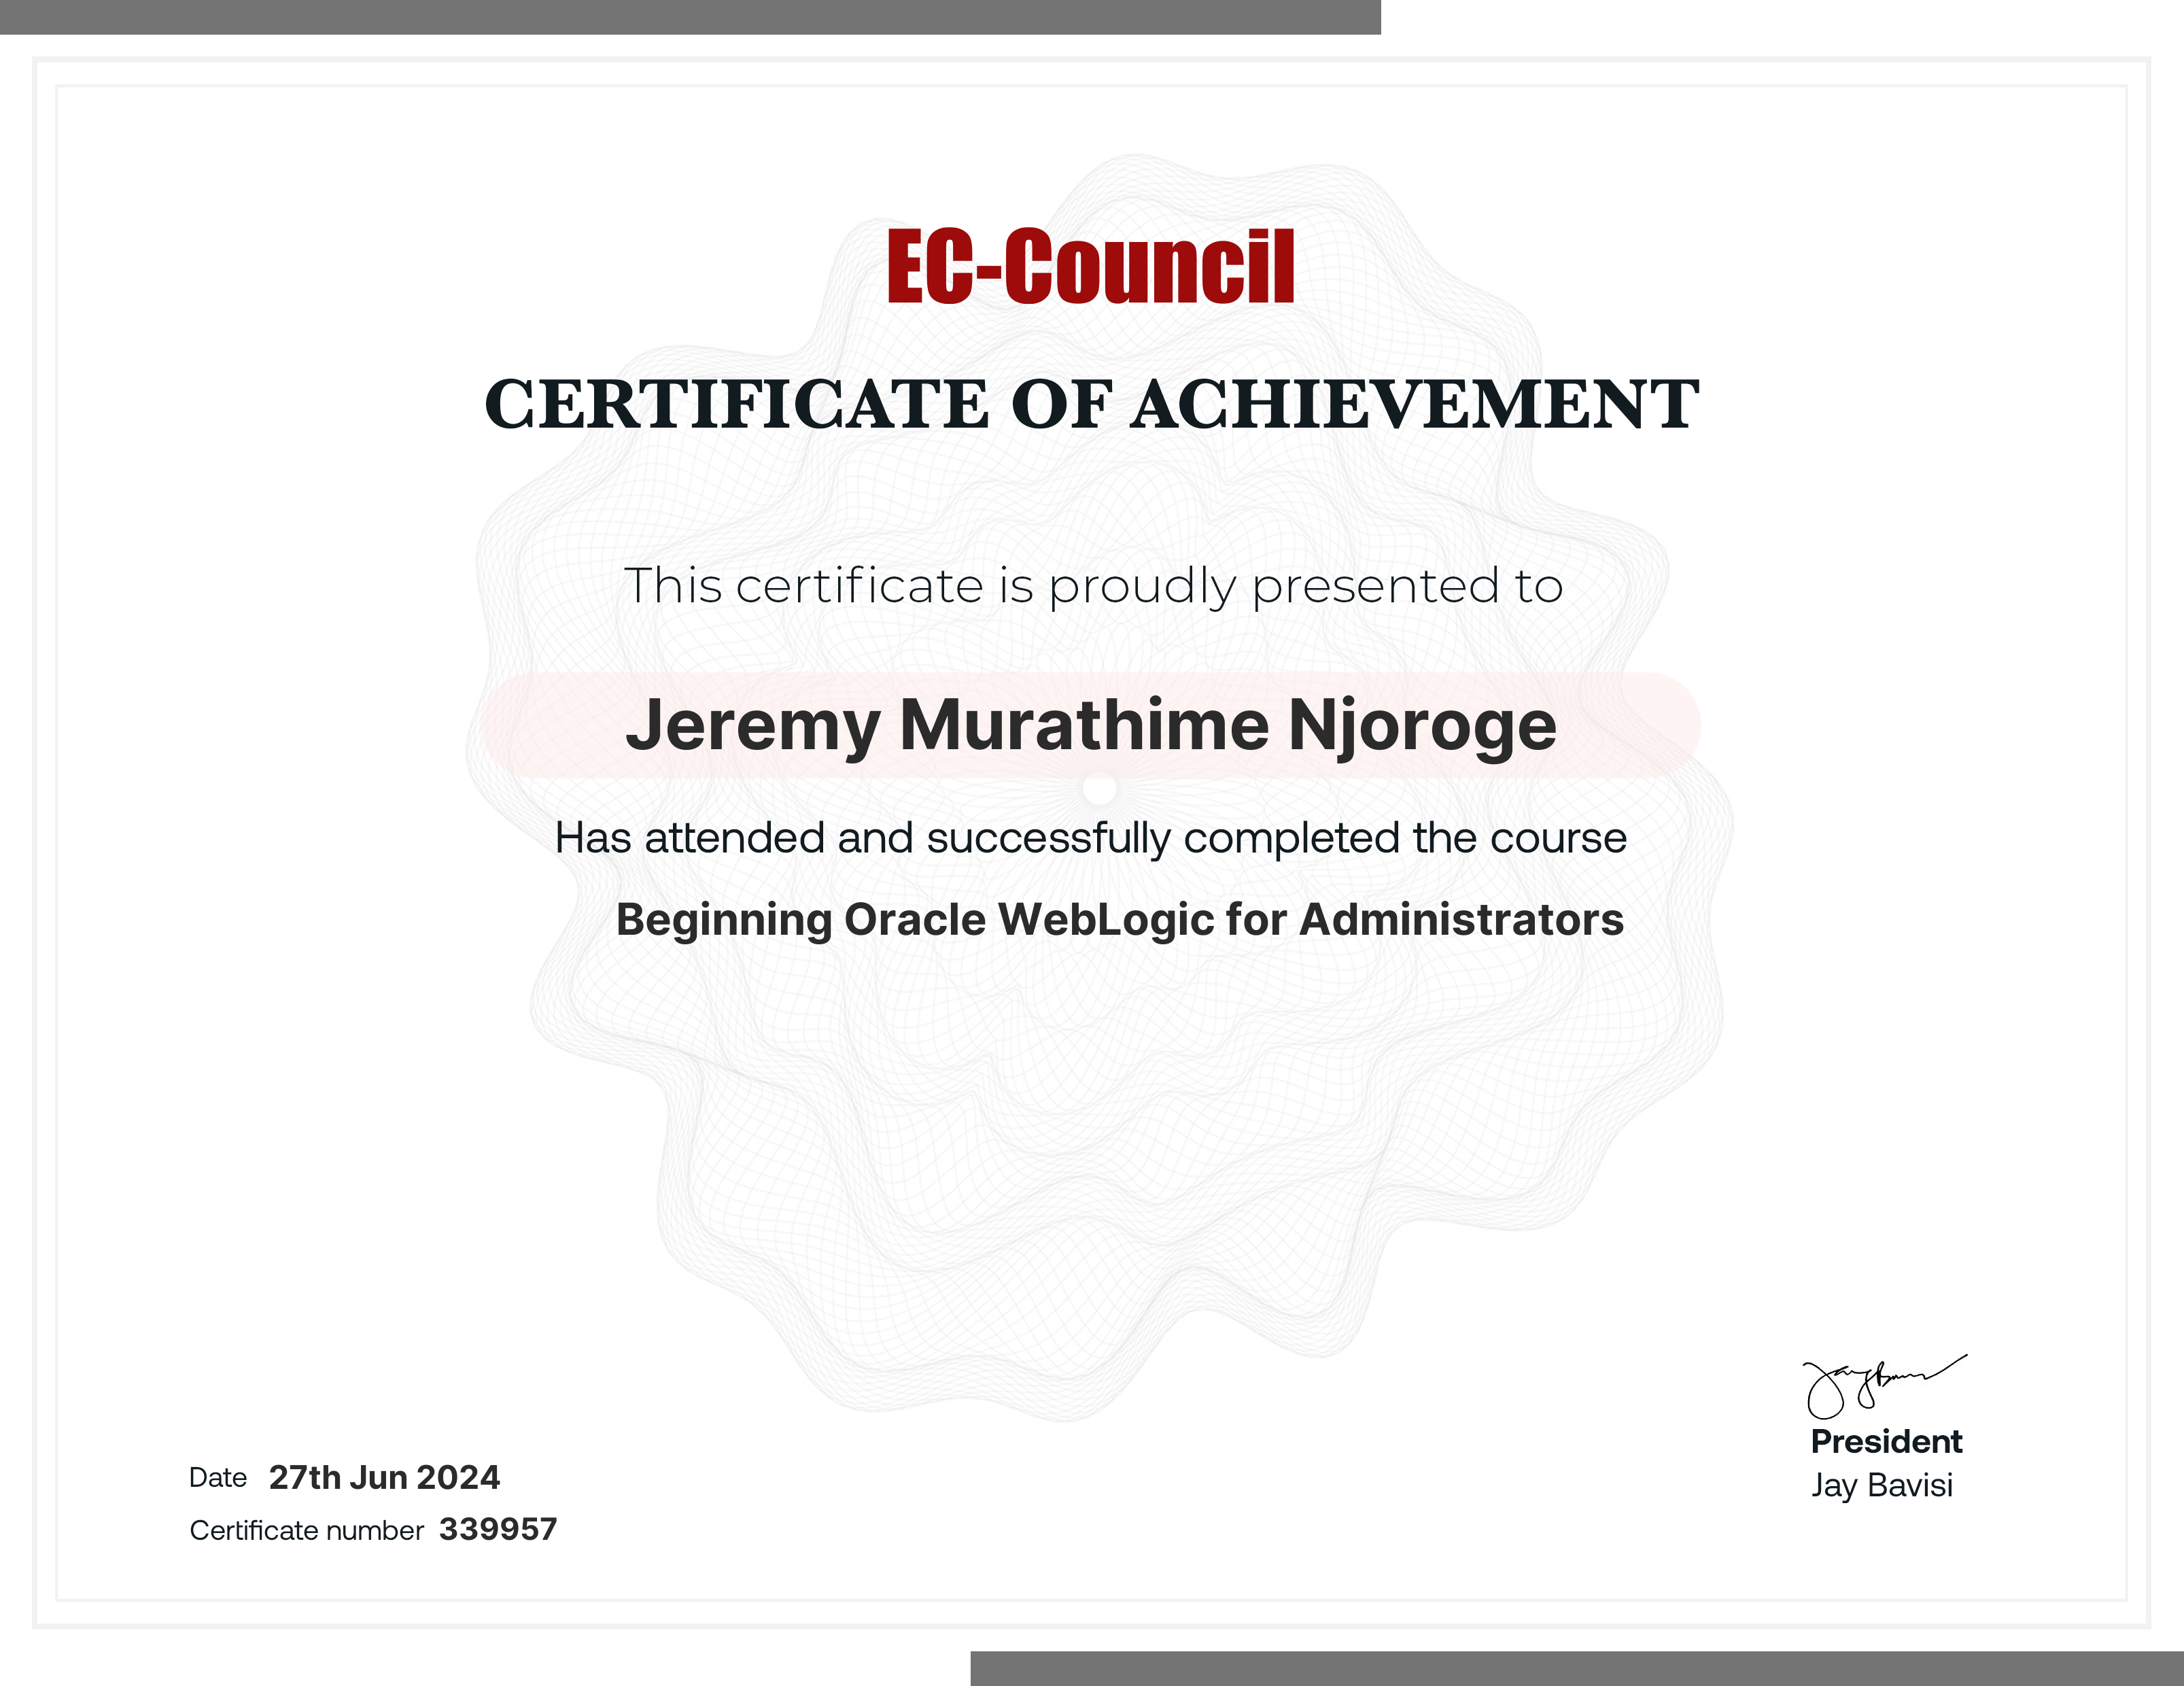 EC-Council
CERTIFICATE OF ACHIEVEMENT
This certificate is proudly presented to
Jeremy Murathime Njoroge
Has attended and successfully completed the course
Beginning Oracle WebLogic for Administrators
President
Jay Bavisi
Date 27th Jun 2024
Certificate number 339957